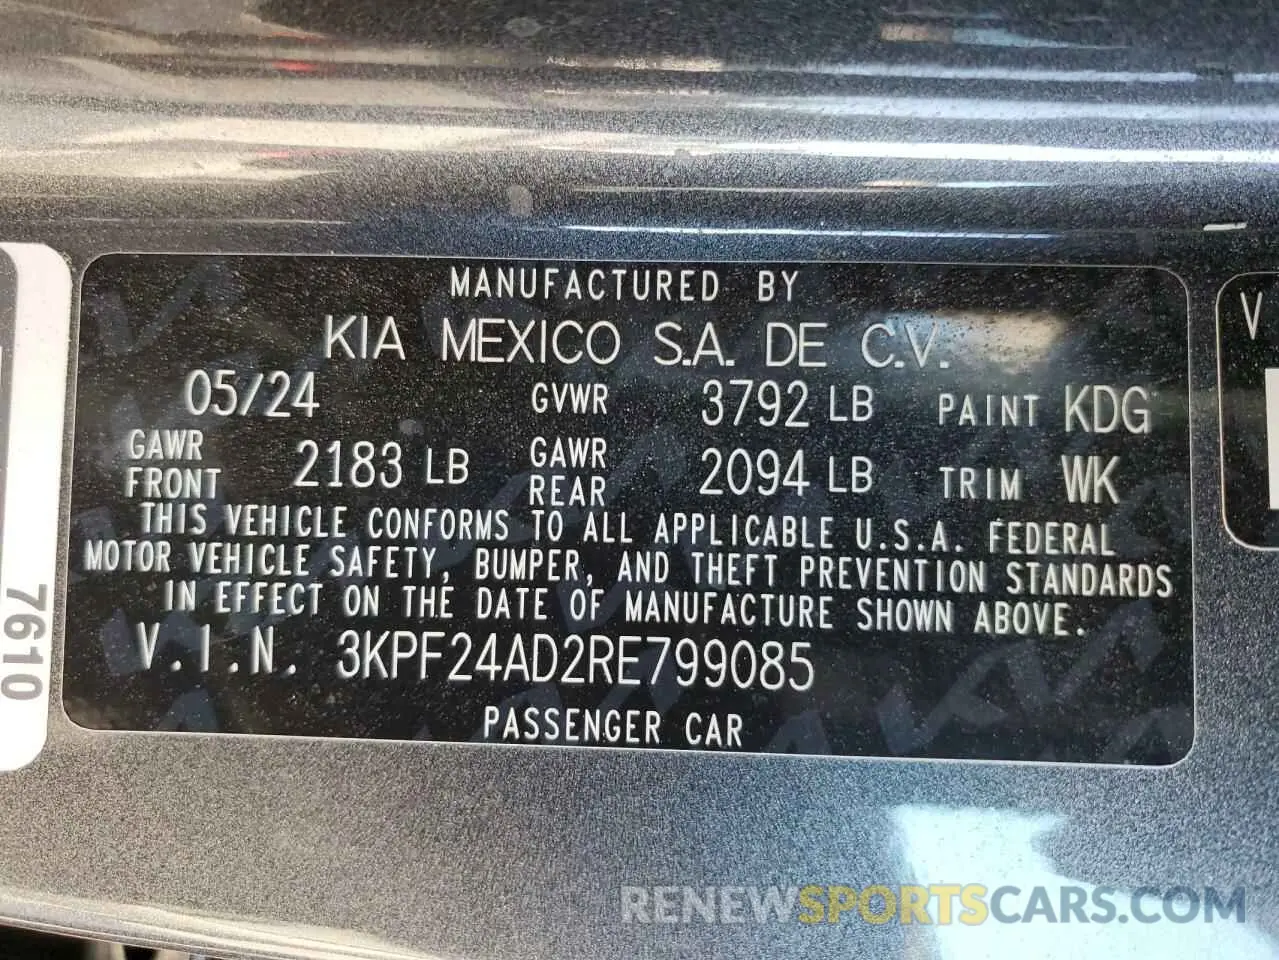 MANUFACTURED BY
KIA MEXICO S.A. DE C.V.
05/24 GVWR 3792 LB PAINT KDG
GAWR FRONT 2183 LB GAWR REAR 2094 LB TRIM WK
THIS VEHICLE CONFORMS TO ALL APPLICABLE U.S.A. FEDERAL
MOTOR VEHICLE SAFETY, BUMPER, AND THEFT PREVENTION STANDARDS
IN EFFECT ON THE DATE OF MANUFACTURE SHOWN ABOVE.
V.I.N. 3KPF24AD2RE799085
PASSENGER CAR
7610
V
RENEWSPORTSCARS.COM